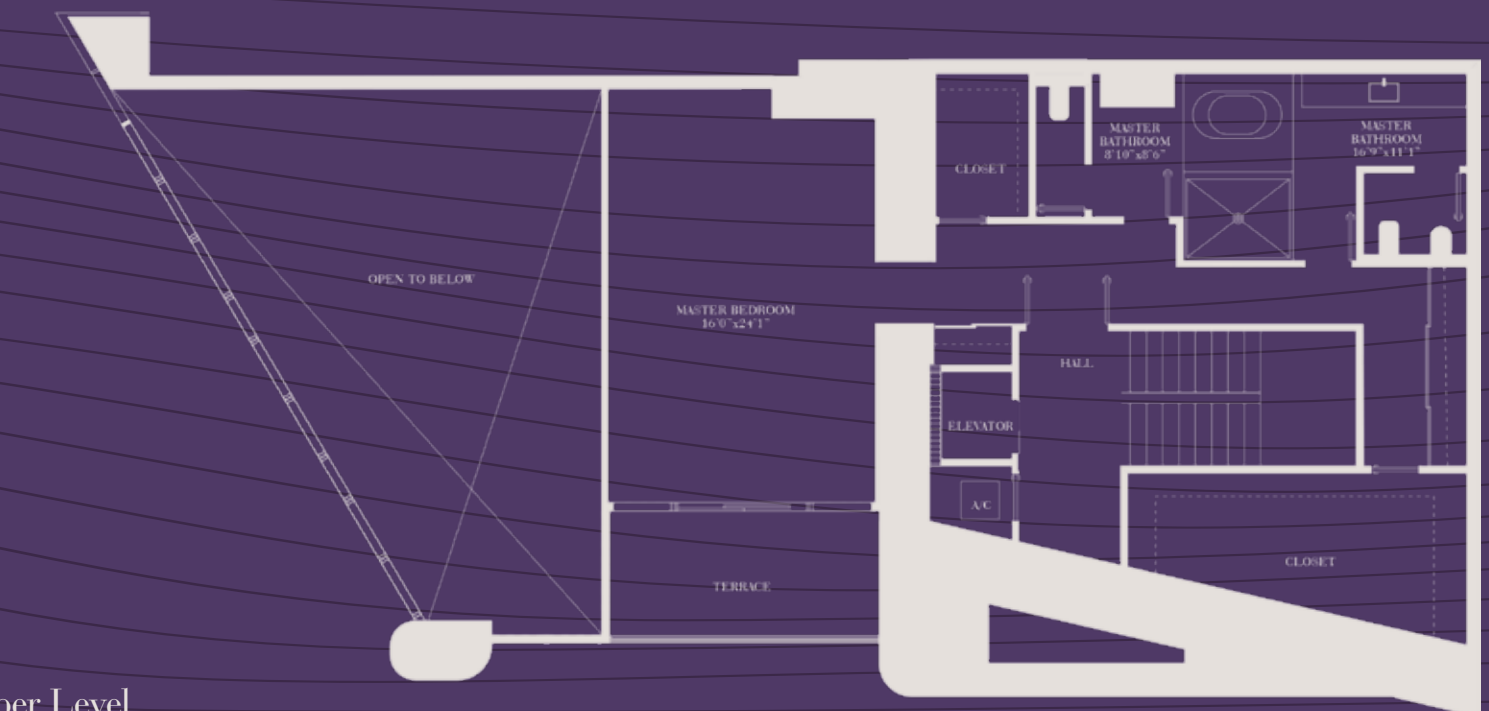 MASTER
BATHROOM
8'10"x8'6"
MASTER
BATHROOM
16'9"x11'1"
CLOSET
OPEN TO BELOW
MASTER BEDROOM
16'0"x24'1"
HALL
ELEVATOR
A/C
CLOSET
TERRACE
per Level